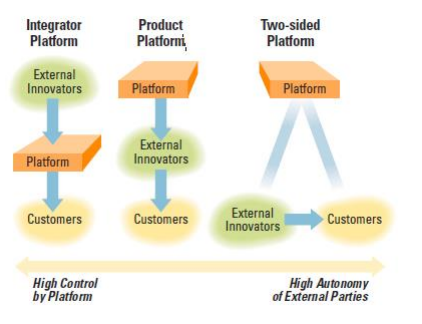 Integrator
Platform
External
Innovators
Platform
Customers
Product
Platform
Platform
External
Innovators
Customers
Two-sided
Platform
Platform
External
Innovators
Customers
High Control
by Platform
High Autonomy
of External Parties